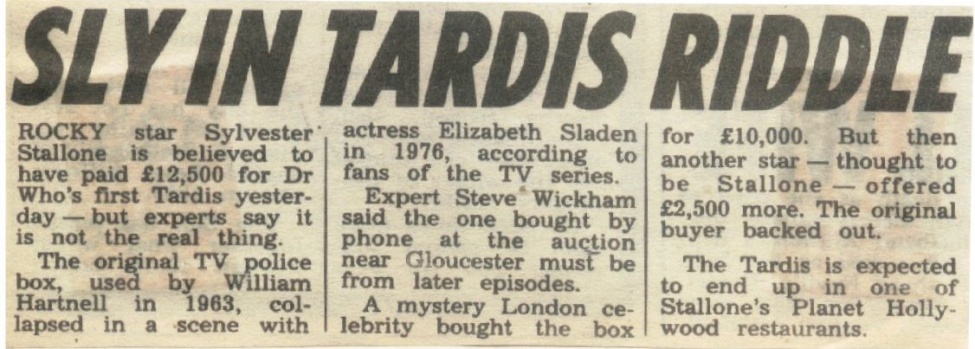 SLY IN TARDIS RIDDLE
ROCKY star Sylvester
Stallone is believed to
have paid £12,500 for Dr
Who's first Tardis yester-
day — but experts say it
is not the real thing.
The original TV police
box, used by William
Hartnell in 1963, col-
lapsed in a scene with
actress Elizabeth Sladen
in 1976, according to
fans of the TV series.
Expert Steve Wickham
said the one bought by
phone at the auction
near Gloucester must be
from later episodes.
A mystery London ce-
lebrity bought the box
for £10,000. But then
another star — thought to
be Stallone — offered
£2,500 more. The original
buyer backed out.
The Tardis is expected
to end up in one of
Stallone's Planet Holly-
wood restaurants.